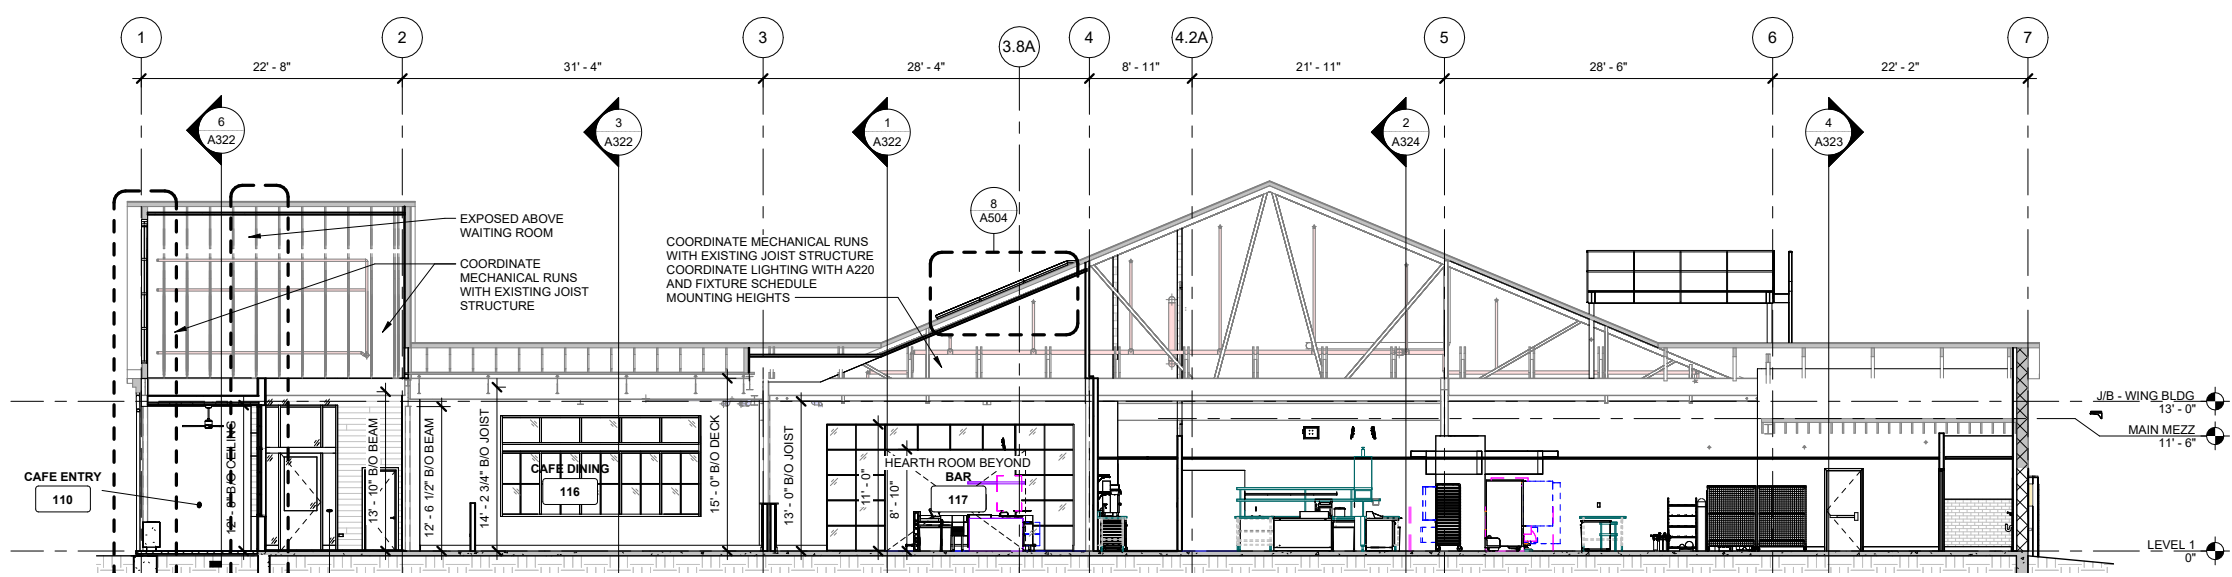 1
2
3
3.8A
4
4.2A
5
6
7
22' - 8"
31' - 4"
28' - 4"
8' - 11"
21' - 11"
28' - 6"
22' - 2"
6
A322
3
A322
1
A322
2
A324
4
A323
8
A504
EXPOSED ABOVE
WAITING ROOM
COORDINATE
MECHANICAL RUNS
WITH EXISTING JOIST
STRUCTURE
COORDINATE MECHANICAL RUNS
WITH EXISTING JOIST STRUCTURE
COORDINATE LIGHTING WITH A220
AND FIXTURE SCHEDULE
MOUNTING HEIGHTS
J/B - WING BLDG
13' - 0"
MAIN MEZZ
11' - 6"
LEVEL 1
0"
CAFE ENTRY
110
B/O CEILING
13' - 10" B/O BEAM
12' - 6 1/2" B/O BEAM
14' - 2 3/4" B/O JOIST
CAFE DINING
116
15' - 0" B/O DECK
13' - 0" B/O JOIST
11' - 0"
8' - 10"
HEARTH ROOM BEYOND
BAR
117